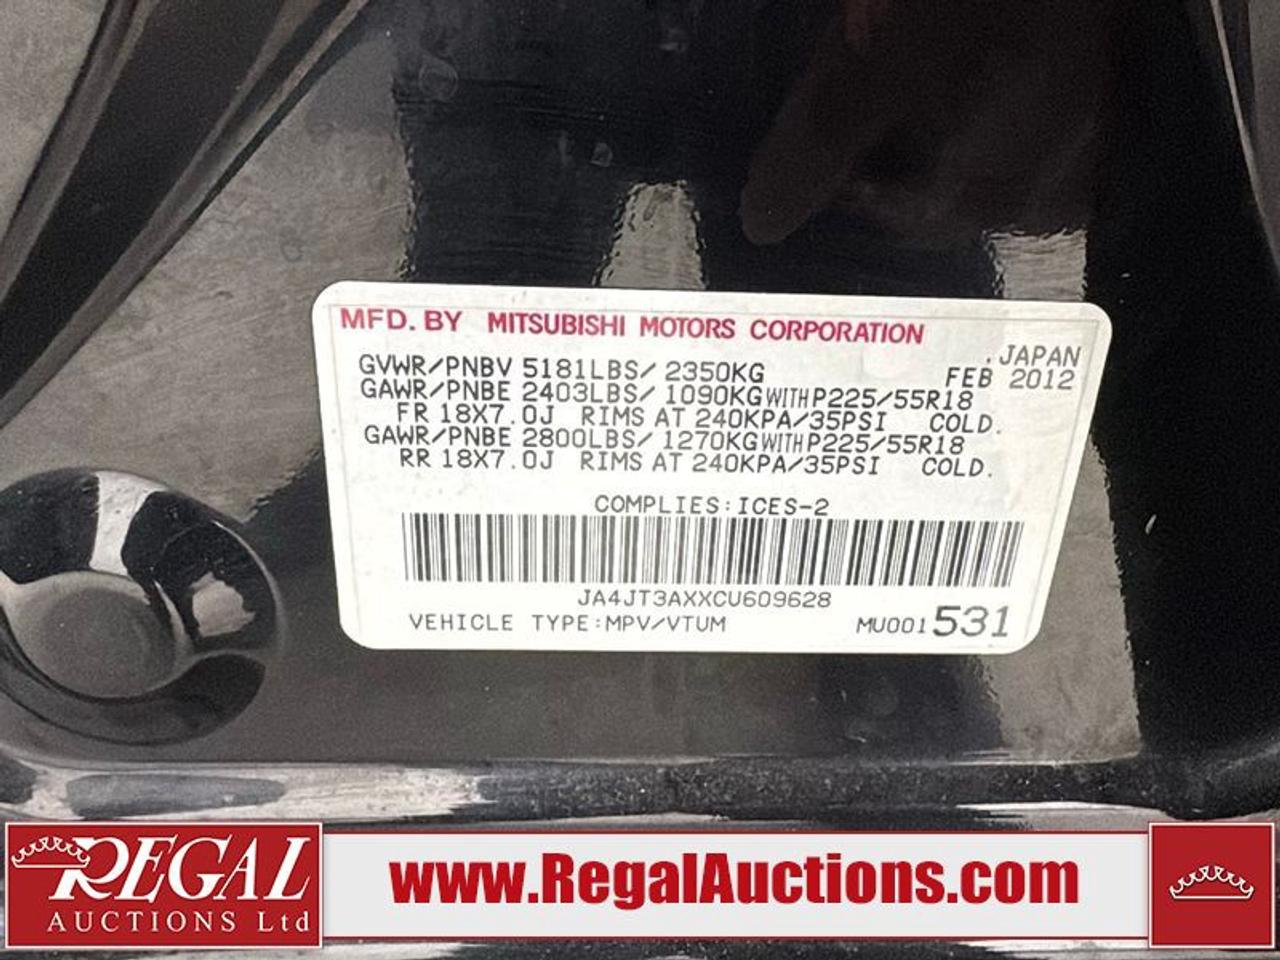 MFD. BY MITSUBISHI MOTORS CORPORATION
.JAPAN
GVWR/PNBV 5181LBS/ 2350KG FEB 2012
GAWR/PNBE 2403LBS/ 1090KG WITH P225/55R18
FR 18X7.0J RIMS AT 240KPA/35PSI COLD.
GAWR/PNBE 2800LBS/ 1270KG WITH P225/55R18
RR 18X7.0J RIMS AT 240KPA/35PSI COLD.
COMPLIES:ICES-2
JA4JT3AXXCU609628
VEHICLE TYPE:MPV/VTUM MU001 531
REGAL
AUCTIONS Ltd
www.RegalAuctions.com